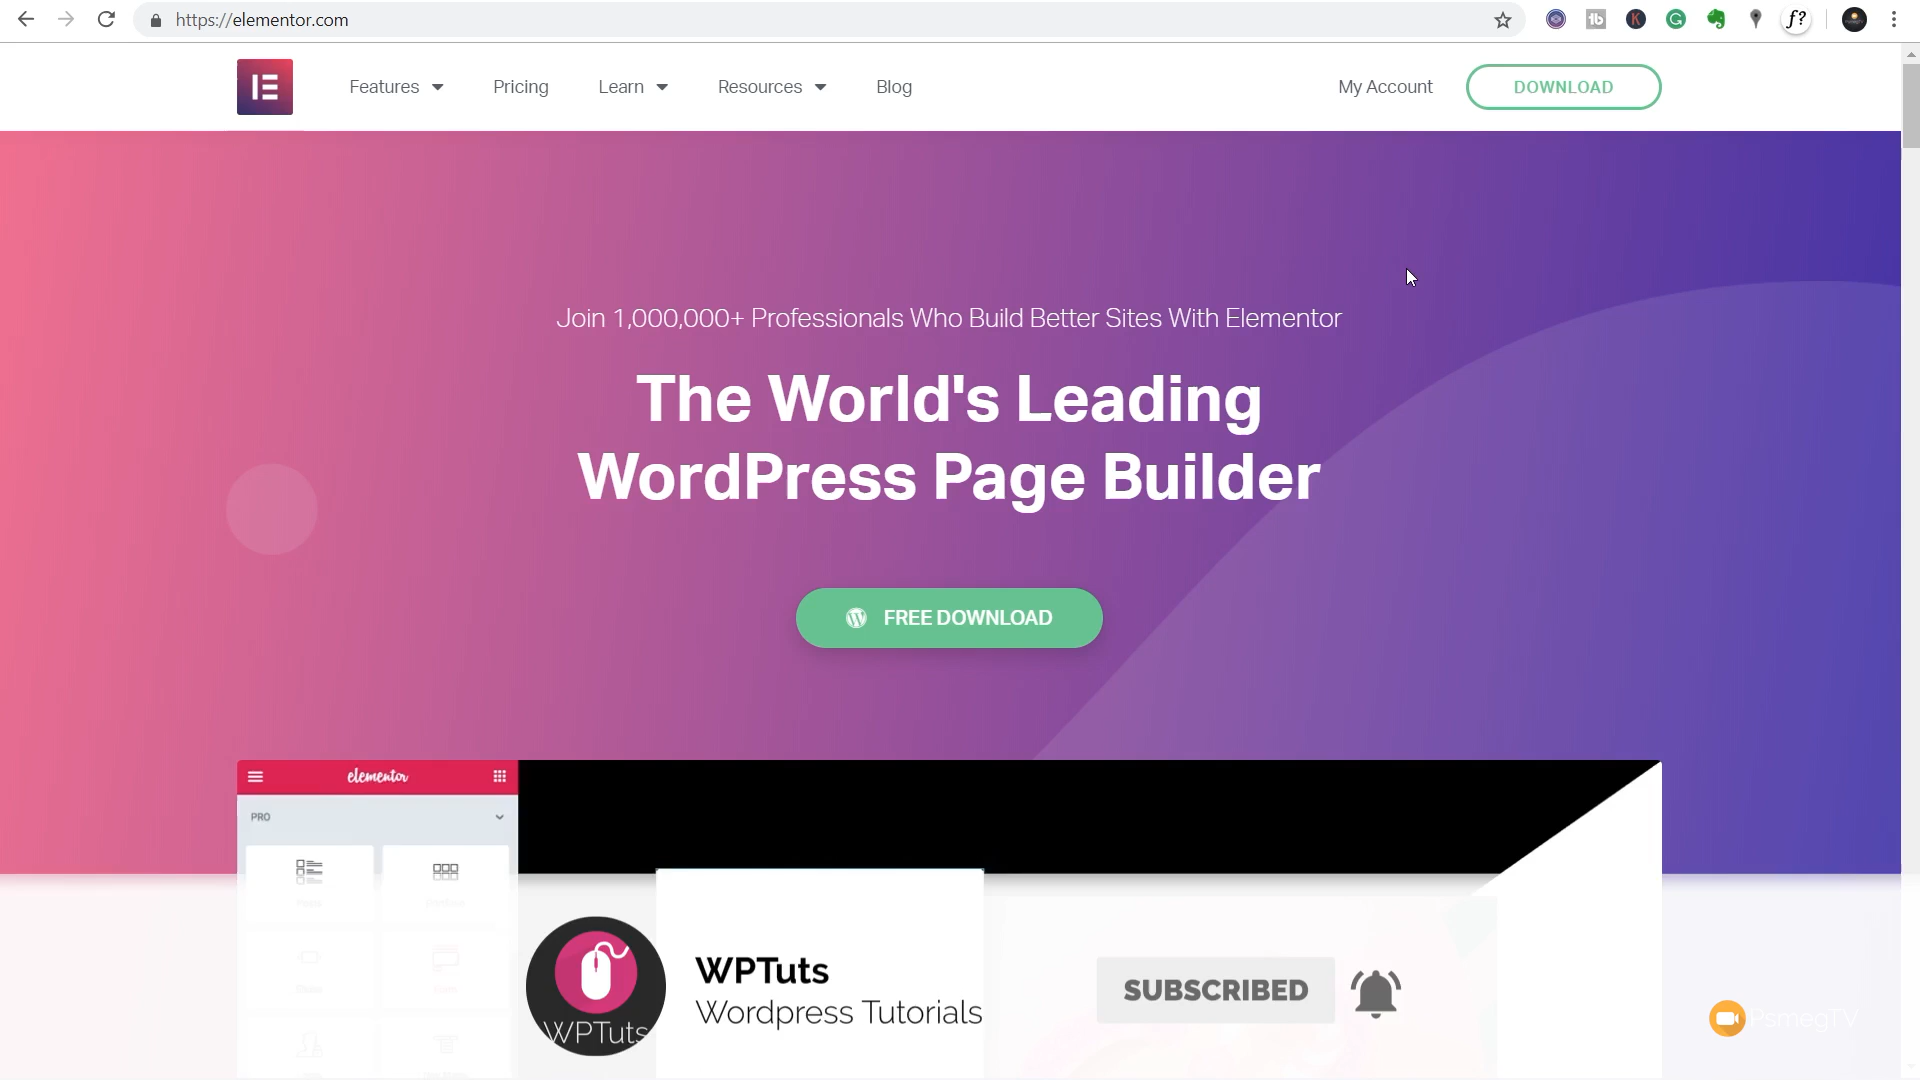 https://elementor.com
Features
Pricing
Learn
Resources
Blog
My Account
DOWNLOAD
Join 1,000,000+ Professionals Who Build Better Sites With Elementor
The World's Leading
WordPress Page Builder
FREE DOWNLOAD
elementor
PRO
WPTuts
WPTuts
Wordpress Tutorials
SUBSCRIBED
PsmegTV